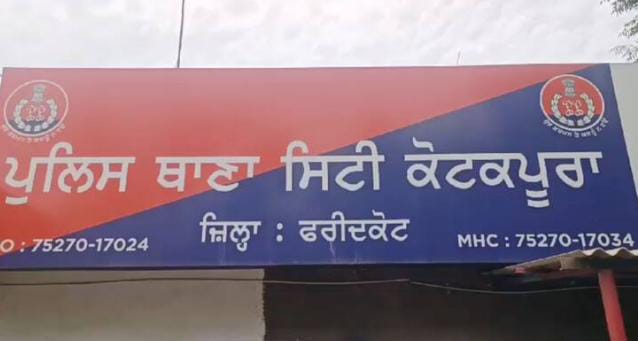 ਪੁਲਿਸ ਥਾਣਾ ਸਿਟੀ ਕੋਟਕਪੂਰਾ
ਜ਼ਿਲ੍ਹਾ : ਫਰੀਦਕੋਟ
O : 75270-17024 MHC : 75270-17034